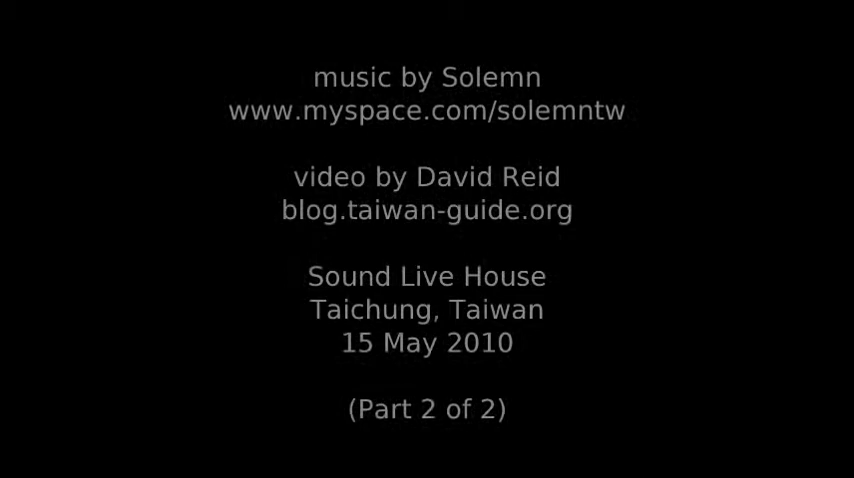 music by Solemn
www.myspace.com/solemntw
video by David Reid
blog.taiwan-guide.org
Sound Live House
Taichung, Taiwan
15 May 2010
(Part 2 of 2)